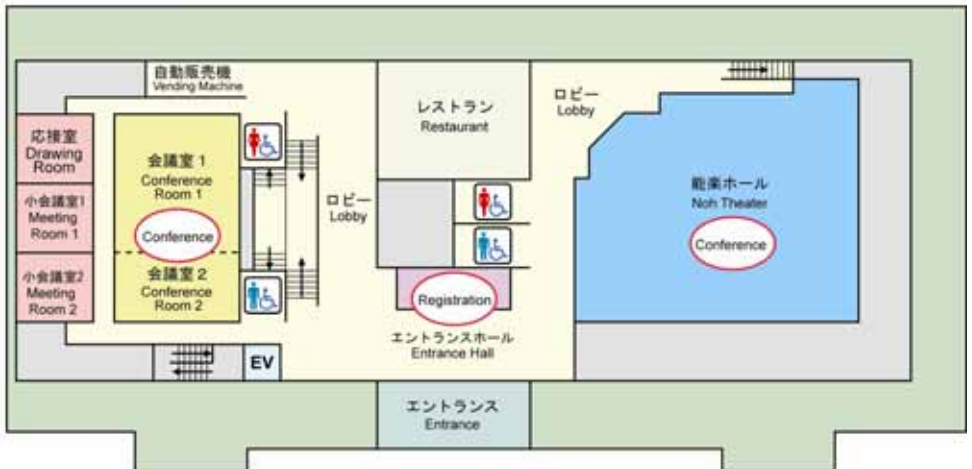 自動販売機
Vending Machine
レストラン
Restaurant
ロビー
Lobby
応接室
Drawing
Room
会議室 1
Conference
Room 1
小会議室1
Meeting
Room 1
Conference
ロビー
Lobby
能楽ホール
Noh Theater
Conference
小会議室2
Meeting
Room 2
会議室 2
Conference
Room 2
Registration
エントランスホール
Entrance Hall
EV
エントランス
Entrance